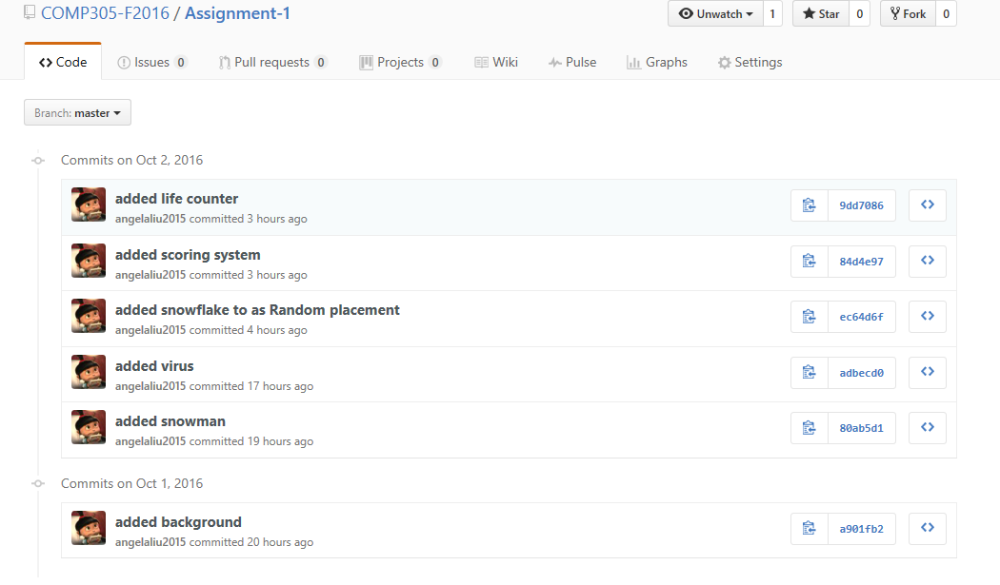 COMP305-F2016 / Assignment-1
Unwatch 1 Star 0 Fork 0
Code Issues 0 Pull requests 0 Projects 0 Wiki Pulse Graphs Settings
Branch: master
Commits on Oct 2, 2016
added life counter
angelaliu2015 committed 3 hours ago
9dd7086
added scoring system
angelaliu2015 committed 3 hours ago
84d4e97
added snowflake to as Random placement
angelaliu2015 committed 4 hours ago
ec64d6f
added virus
angelaliu2015 committed 17 hours ago
adbecd0
added snowman
angelaliu2015 committed 19 hours ago
80ab5d1
Commits on Oct 1, 2016
added background
angelaliu2015 committed 20 hours ago
a901fb2